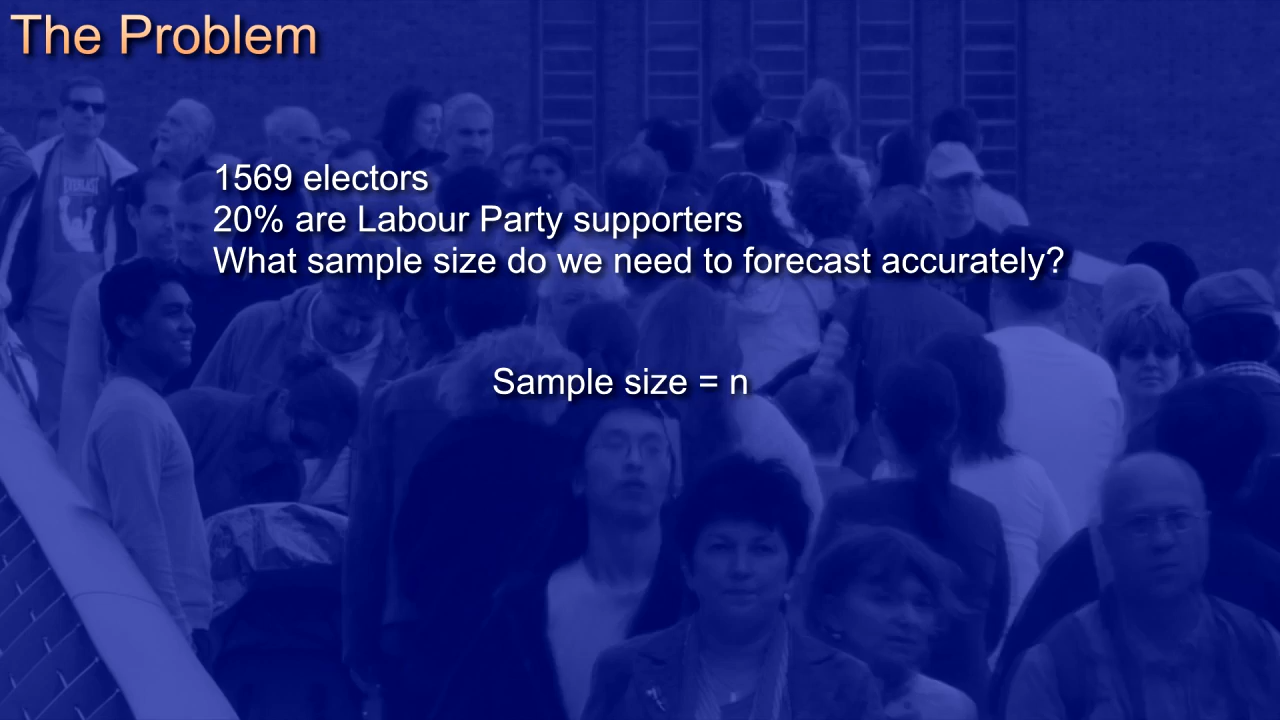 The Problem
EVERLAST
1569 electors
20% are Labour Party supporters
What sample size do we need to forecast accurately?
Sample size = n